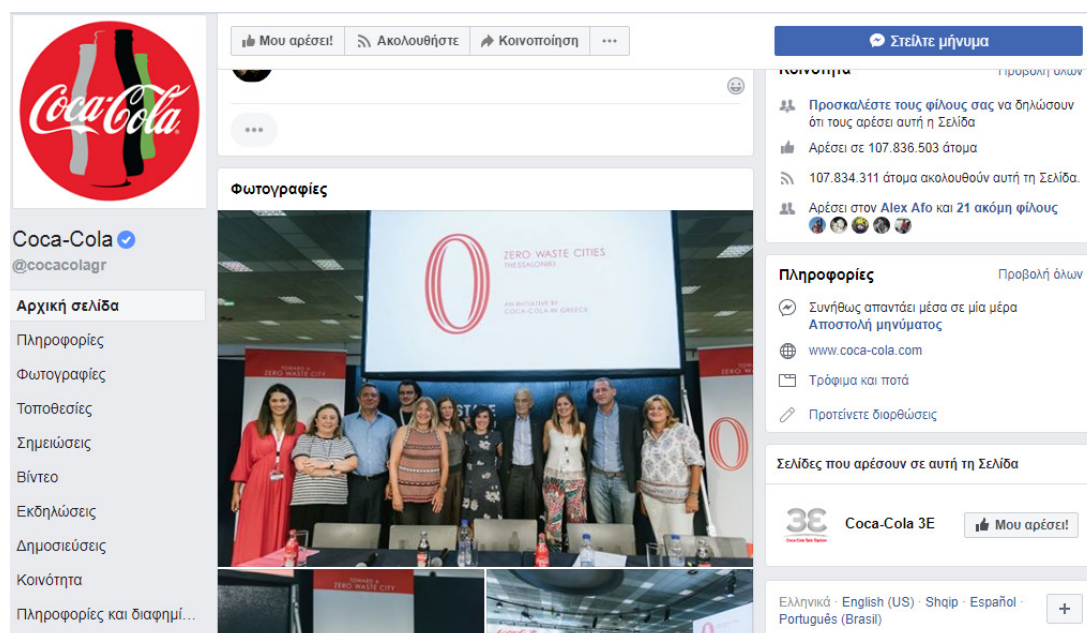 Coca-Cola
Coca-Cola
@cocacolagr
Αρχική σελίδα
Πληροφορίες
Φωτογραφίες
Τοποθεσίες
Σημειώσεις
Βίντεο
Εκδηλώσεις
Δημοσιεύσεις
Κοινότητα
Πληροφορίες και διαφημί...
Μου αρέσει! Ακολουθήστε Κοινοποίηση ...
Φωτογραφίες
ZERO WASTE CITIES
THESSALONIKI
AN INITIATIVE BY
COCA-COLA IN GREECE
TOWARD A
ZERO WASTE CITY
TOWARD A
ZERO WASTE CITY
Στείλτε μήνυμα
Κοινότητα Προβολή όλων
Προσκαλέστε τους φίλους σας να δηλώσουν
ότι τους αρέσει αυτή η Σελίδα
Αρέσει σε 107.836.503 άτομα
107.834.311 άτομα ακολουθούν αυτή τη Σελίδα.
Αρέσει στον Alex Afo και 21 ακόμη φίλους
Πληροφορίες Προβολή όλων
Συνήθως απαντάει μέσα σε μία μέρα
Αποστολή μηνύματος
www.coca-cola.com
Τρόφιμα και ποτά
Προτείνετε διορθώσεις
Σελίδες που αρέσουν σε αυτή τη Σελίδα
3E
Coca-Cola 3E Μου αρέσει!
Ελληνικά · English (US) · Shqip · Español ·
Português (Brasil) +